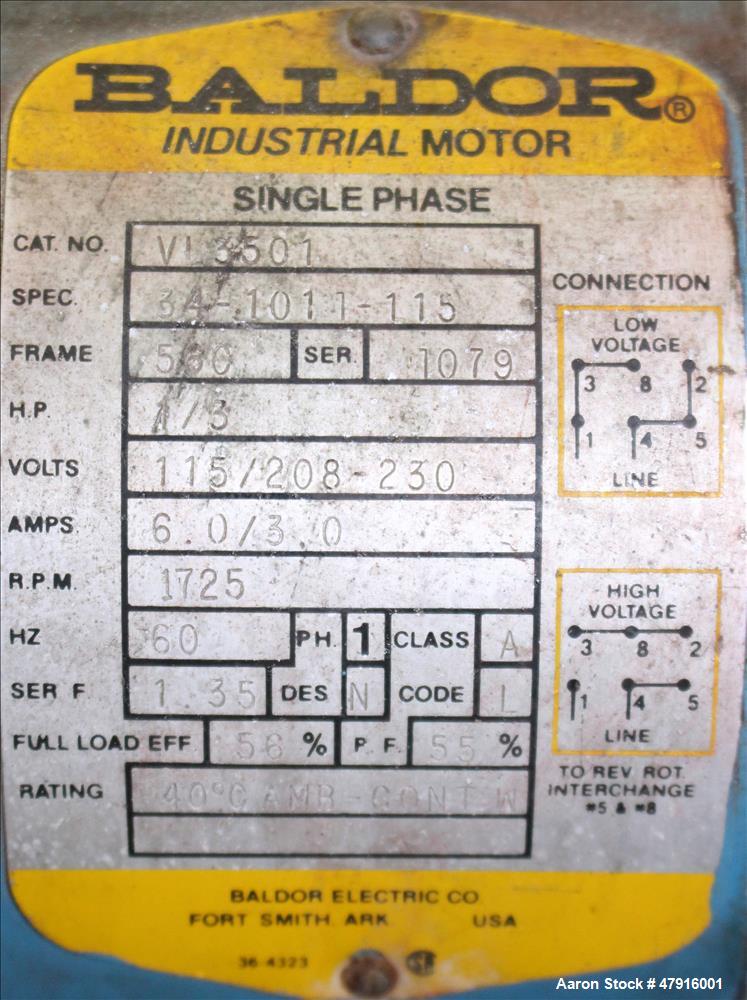 BALDOR®
INDUSTRIAL MOTOR
SINGLE PHASE
CAT. NO. VL3501
SPEC. 34-1011-115
FRAME SER. 1079
H.P. 1/3
VOLTS 115/208-230
AMPS 6.0/3.0
R.P.M. 1725
HZ 60 PH. 1 CLASS A
SER F. 1.35 DES N CODE L
FULL LOAD EFF 56 % P. F. 55 %
RATING 40°C AMB-CONT
CONNECTION
LOW
VOLTAGE
3 8 2
1 4 5
LINE
HIGH
VOLTAGE
3 8 2
1 4 5
LINE
TO REV. ROT.
INTERCHANGE
#5 & #8
BALDOR ELECTRIC CO
FORT SMITH. ARK. USA
36-4323
Aaron Stock # 47916001